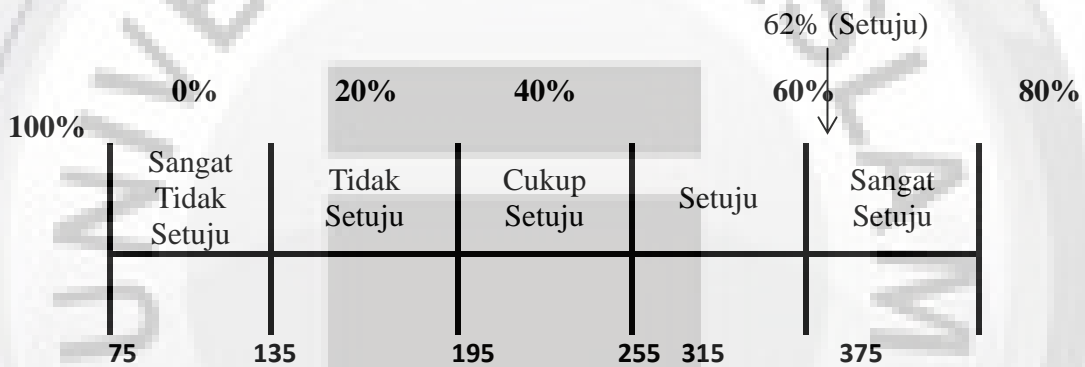 62% (Setuju)
0% 20% 40% 60% 80%
100%
Sangat
Tidak
Setuju
Tidak
Setuju
Cukup
Setuju
Setuju
Sangat
Setuju
75 135 195 255 315 375